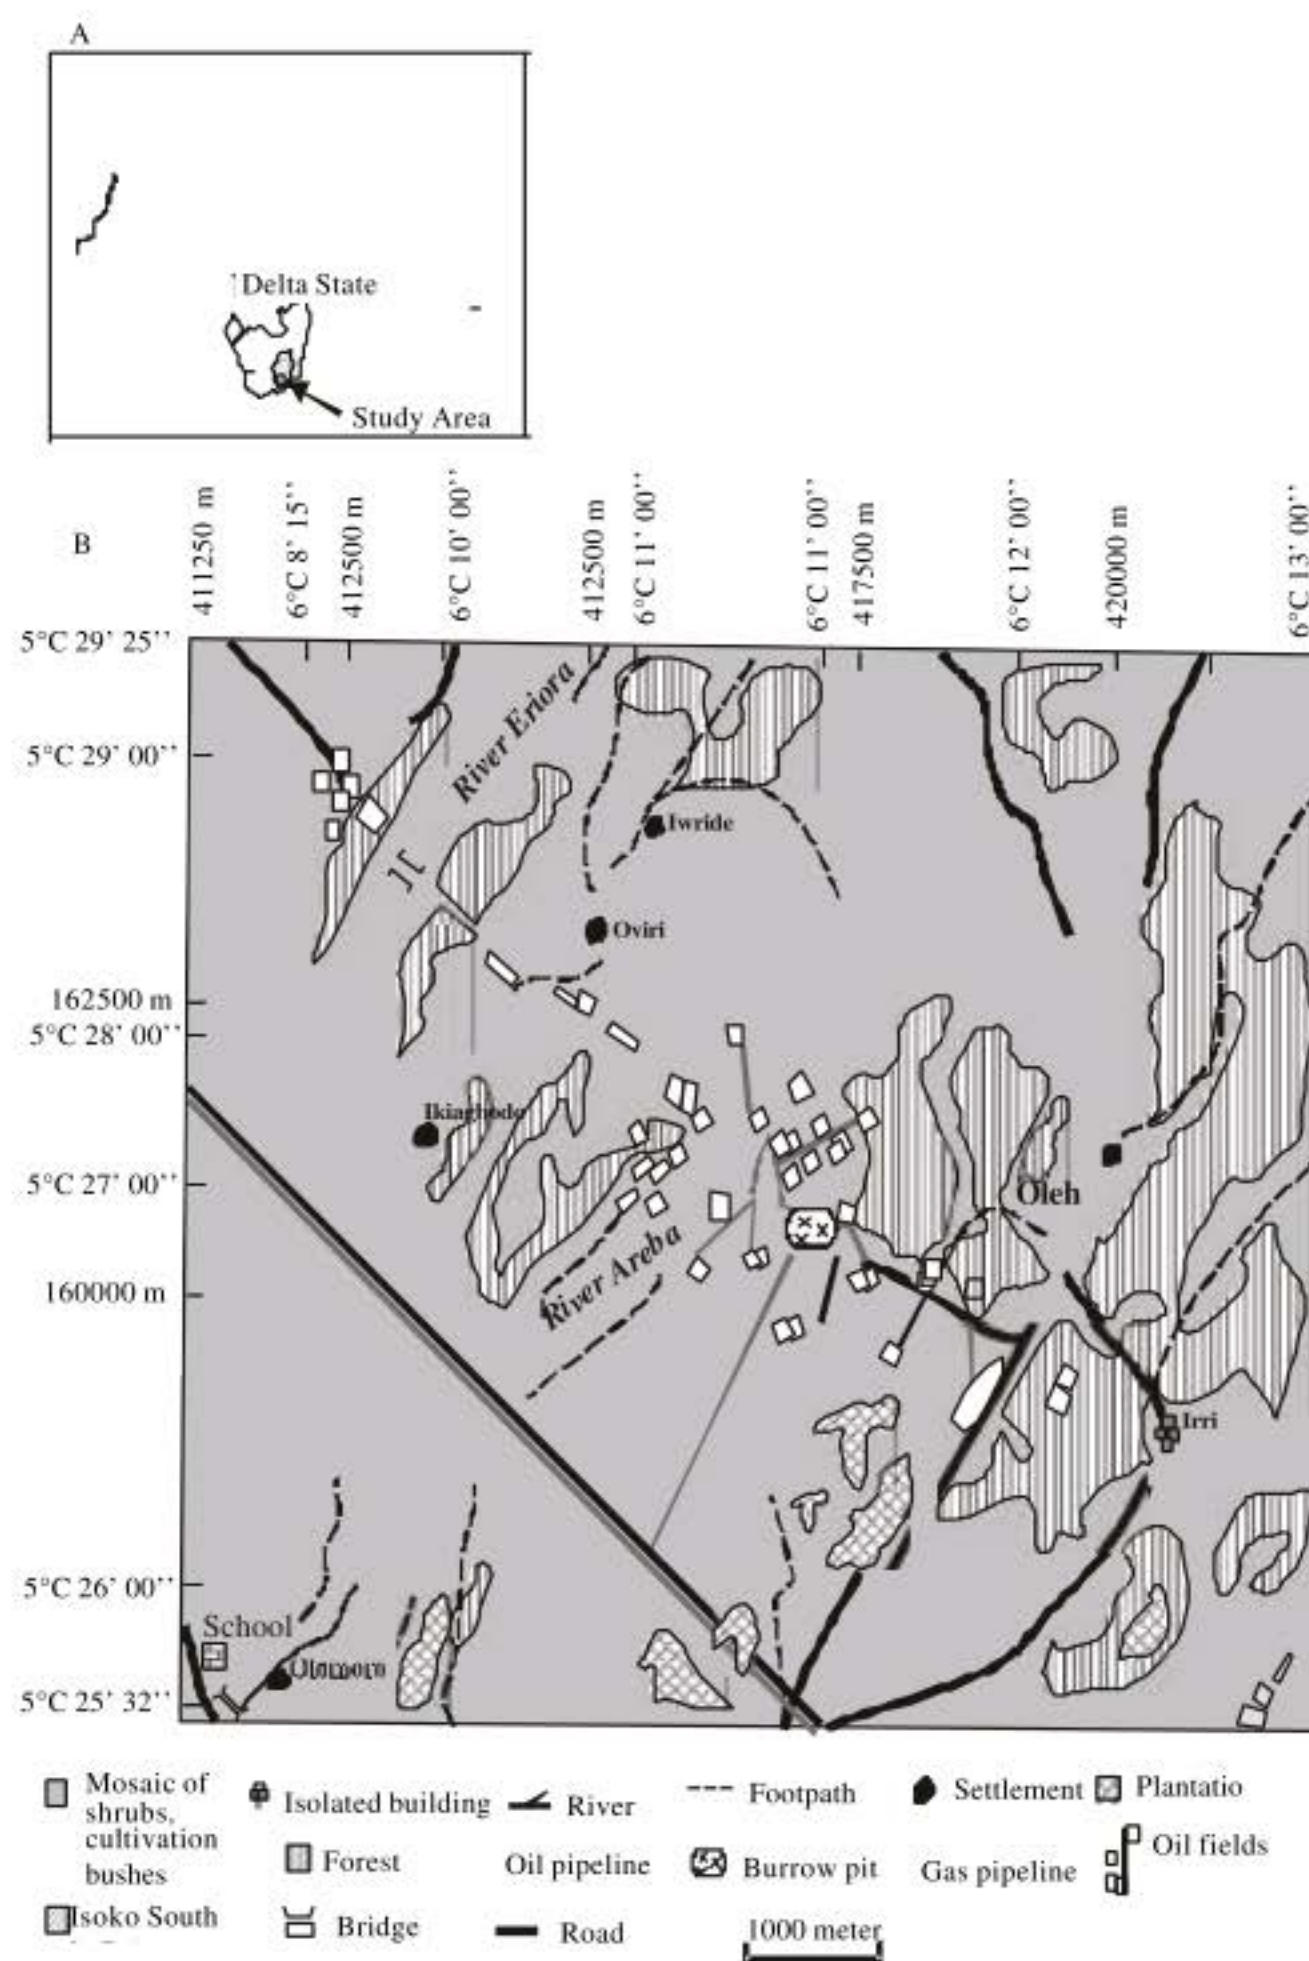 A
Delta State
Study Area
B
411250 m
6°C 8' 15''
412500 m
6°C 10' 00''
412500 m
6°C 11' 00''
6°C 11' 00''
417500 m
6°C 12' 00''
420000 m
6°C 13' 00''
5°C 29' 25''
5°C 29' 00''
162500 m
5°C 28' 00''
5°C 27' 00''
160000 m
5°C 26' 00''
5°C 25' 32''
River Eriora
Iwride
Oviri
Ikiagbodo
Oleh
River Areba
Irri
School
Mosaic of
shrubs,
cultivation
bushes
Isolated building
River
Footpath
Settlement
Plantatio
Forest
Oil pipeline
Burrow pit
Gas pipeline
Oil fields
Isoko South
Bridge
Road
1000 meter